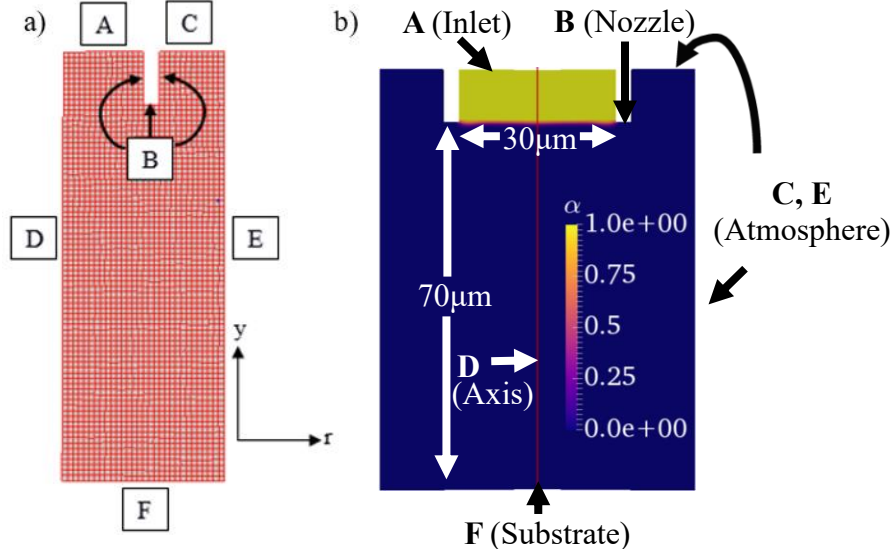 a)
A
C
B
D
E
y
r
F
b)
A (Inlet)
B (Nozzle)
30μm
C, E
(Atmosphere)
α
1.0e+00
0.75
0.5
0.25
0.0e+00
70μm
D
(Axis)
F (Substrate)